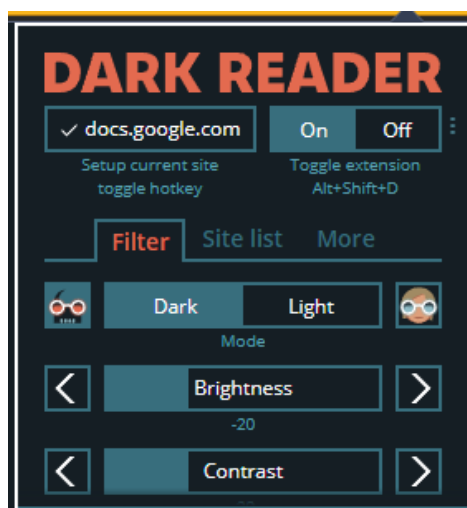 DARK READER
✓ docs.google.com On Off
Setup current site Toggle extension
toggle hotkey Alt+Shift+D
Filter Site list More
Dark Light
Mode
Brightness
-20
Contrast